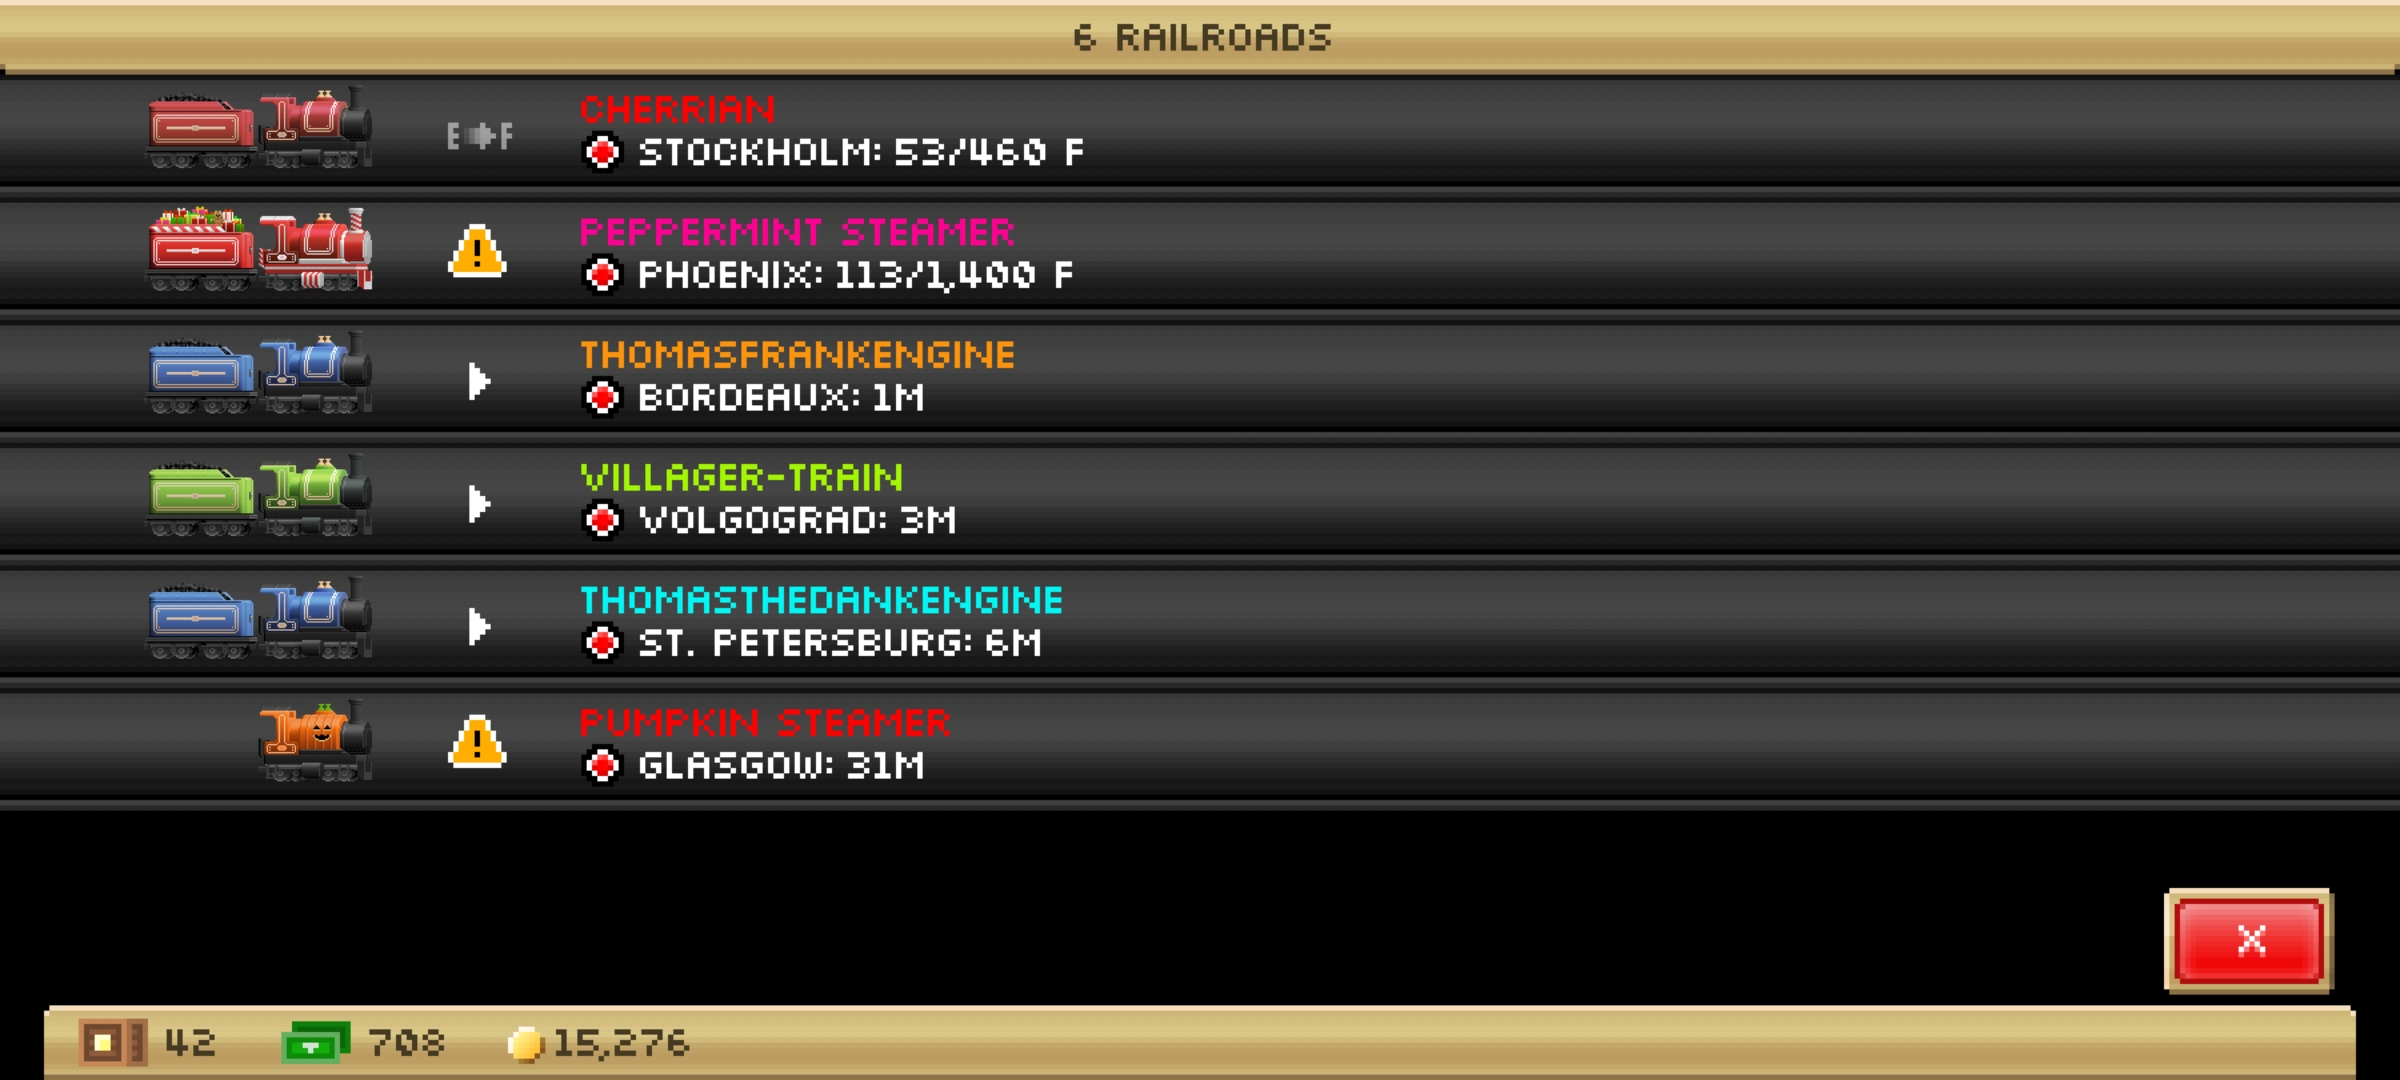 6 RAILROADS
CHERRIAN
E F
STOCKHOLM: 53/460 F
PEPPERMINT STEAMER
!
PHOENIX: 113/1,400 F
THOMASFRANKENGINE
BORDEAUX: 1M
VILLAGER-TRAIN
VOLGOGRAD: 3M
THOMASTHEDANKENGINE
ST. PETERSBURG: 6M
PUMPKIN STEAMER
!
GLASGOW: 31M
X
42 708 15,276